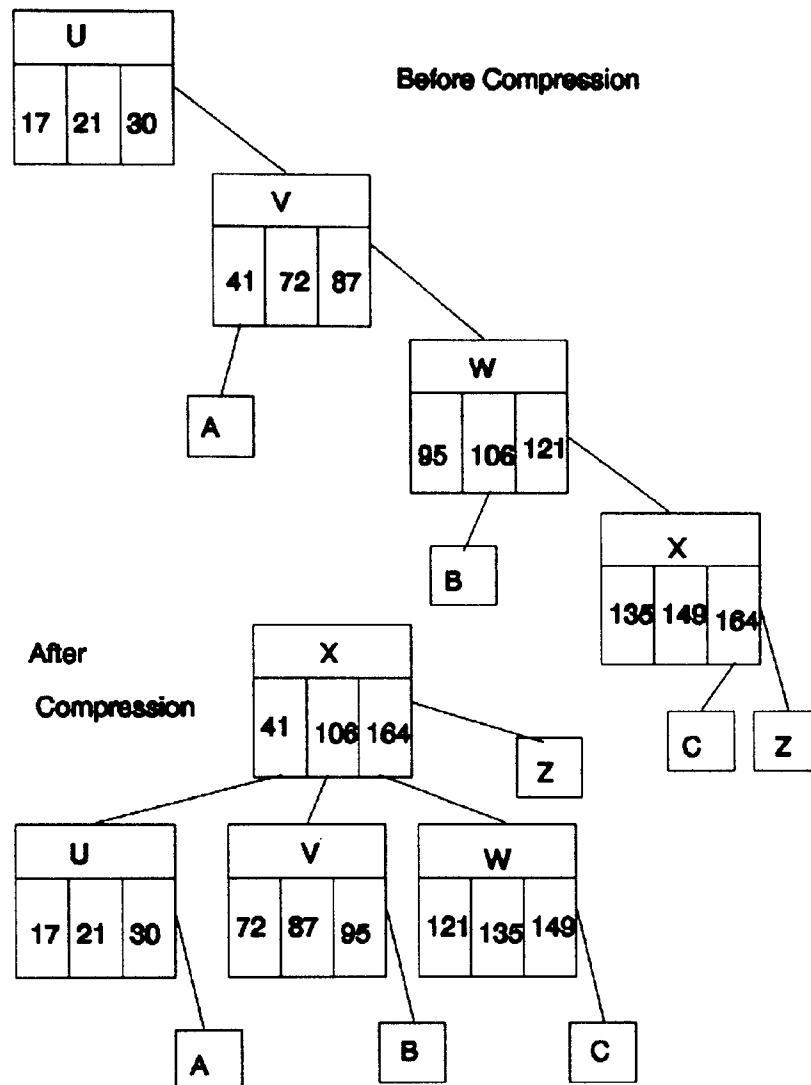 U
Before Compression
17 21 30
V
41 72 87
W
A
95 106 121
X
B
135 149 164
After
X
Compression
41 106 164
C Z
Z
U V W
17 21 30 72 87 95 121 135 149
A B C